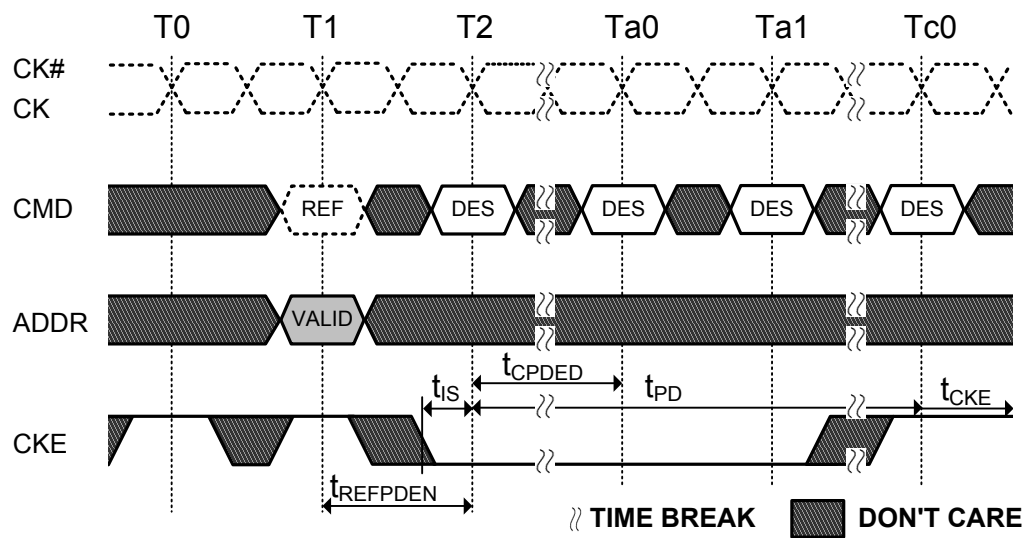 T0 T1 T2 Ta0 Ta1 Tc0
CK#
CK
CMD REF DES DES DES DES
ADDR VALID
tCPDED
tIS tPD tCKE
CKE
tREFPDEN
TIME BREAK DON'T CARE